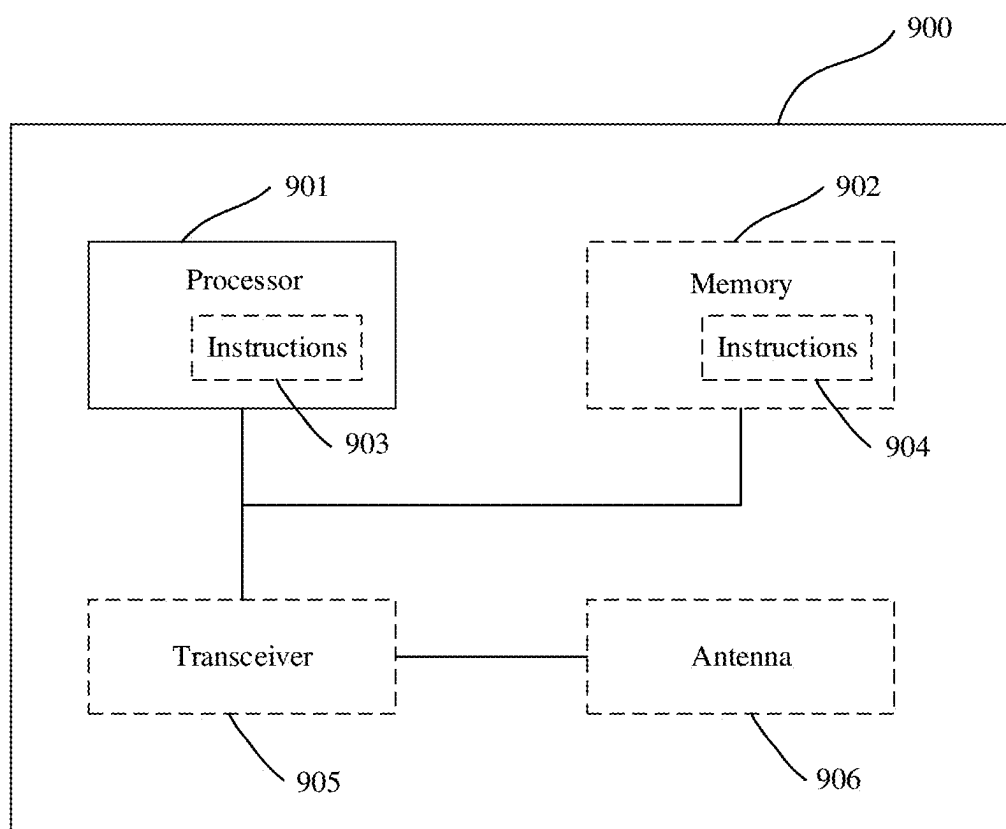 900
901
902
Processor
Memory
Instructions
Instructions
903
904
Transceiver
Antenna
905
906